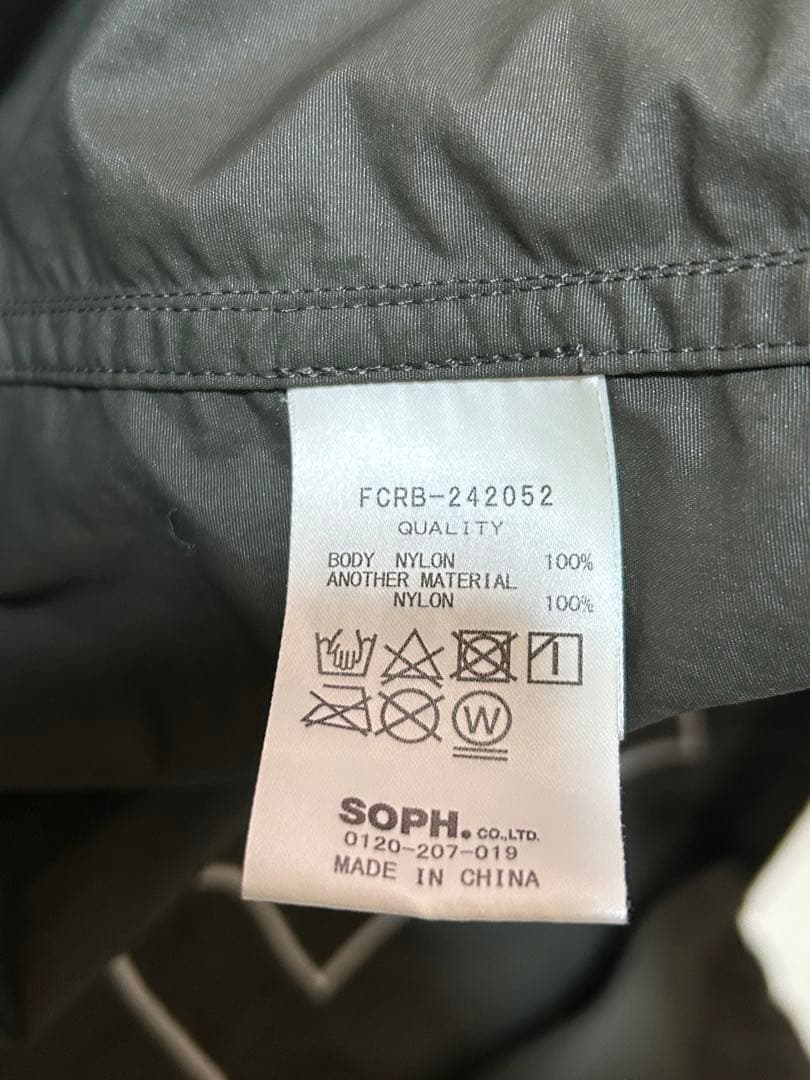 FCRB-242052
QUALITY
BODY NYLON 100%
ANOTHER MATERIAL
NYLON 100%
W
SOPH. CO.,LTD.
0120-207-019
MADE IN CHINA